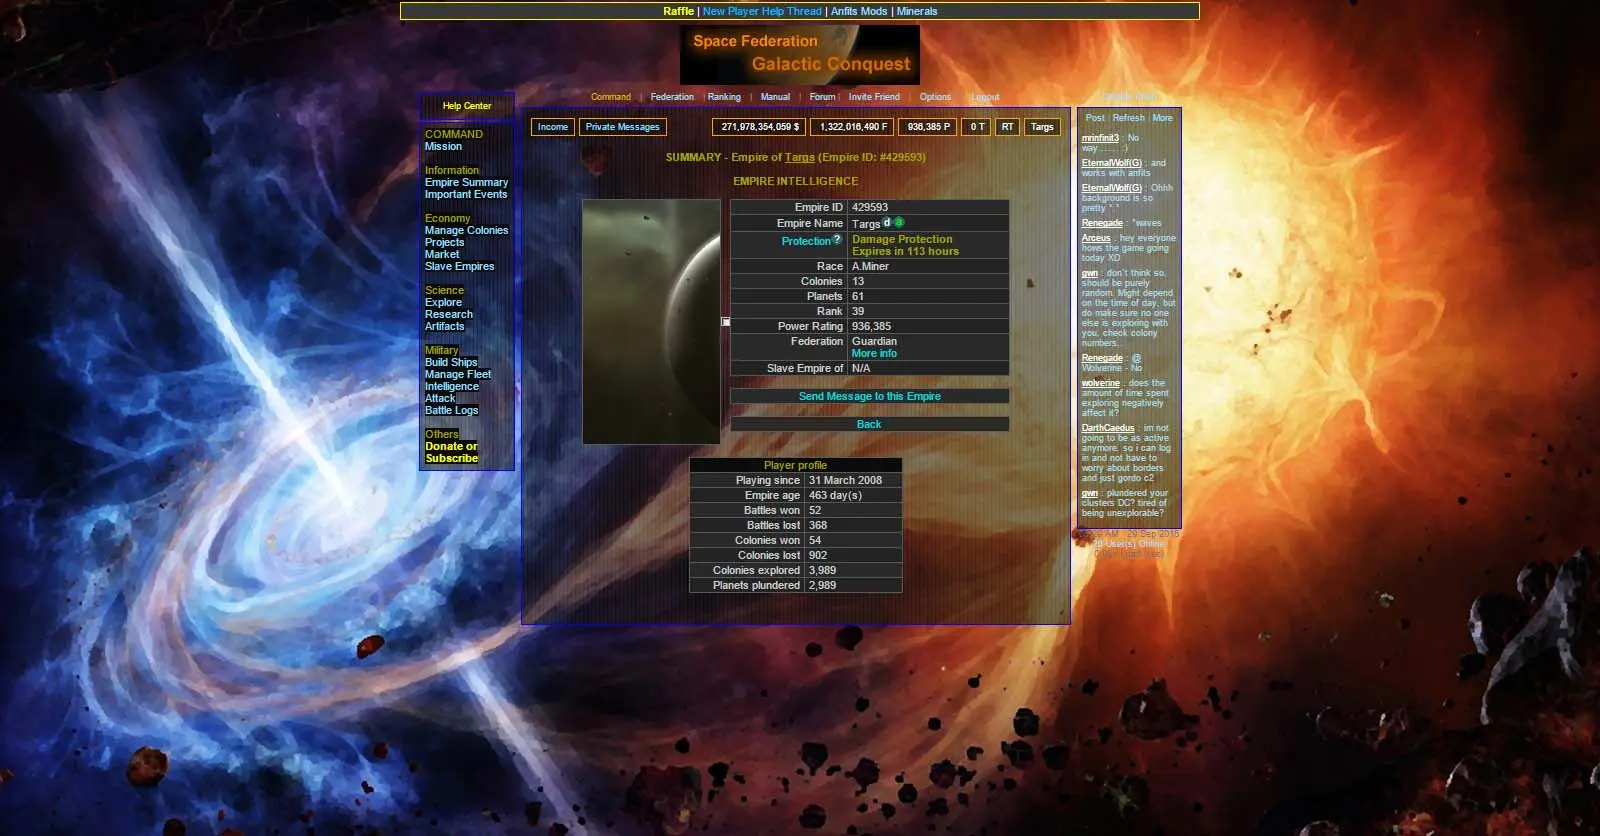 Raffle | New Player Help Thread | Anfits Mods | Minerals
Space Federation
Galactic Conquest
Command | Federation | Ranking | Manual | Forum | Invite Friend | Options | Logout
Help Center
COMMAND
Mission
Information
Empire Summary
Important Events
Economy
Manage Colonies
Projects
Market
Slave Empires
Science
Explore
Research
Artifacts
Military
Build Ships
Manage Fleet
Intelligence
Attack
Battle Logs
Others
Donate or
Subscribe
Income Private Messages 271,978,354,059 $ 1,322,016,490 F 936,385 P 0 T RT Targs
SUMMARY - Empire of Targs (Empire ID: #429593)
EMPIRE INTELLIGENCE
Empire ID 429593
Empire Name Targs d a
Protection ? Damage Protection
Expires in 113 hours
Race A.Miner
Colonies 13
Planets 61
Rank 39
Power Rating 936,385
Federation Guardian
More info
Slave Empire of N/A
Send Message to this Empire
Back
Player profile
Playing since 31 March 2008
Empire age 463 day(s)
Battles won 52
Battles lost 368
Colonies won 54
Colonies lost 902
Colonies explored 3,989
Planets plundered 2,989
Post | Refresh | More
mrinfinit3 : No
way....... :)
EternalWolf(G) : and
works with anfits
EternalWolf(G) : Ohhh
background is so
pretty *.*
Renegade : *waves
Arceus : hey everyone
hows the game going
today XD
gwn : don't think so,
should be purely
random. Might depend
on the time of day, but
do make sure no one
else is exploring with
you, check colony
numbers...
Renegade : @
Wolverine - No
wolverine : does the
amount of time spent
exploring negatively
affect it?
DarthCaedus : im not
going to be as active
anymore. so i can log
in and not have to
worry about borders
and just gordo c2
gwn : plundered your
clusters DC? tired of
being unexplorable?
AM 29 Sep 2015
User(s) Online